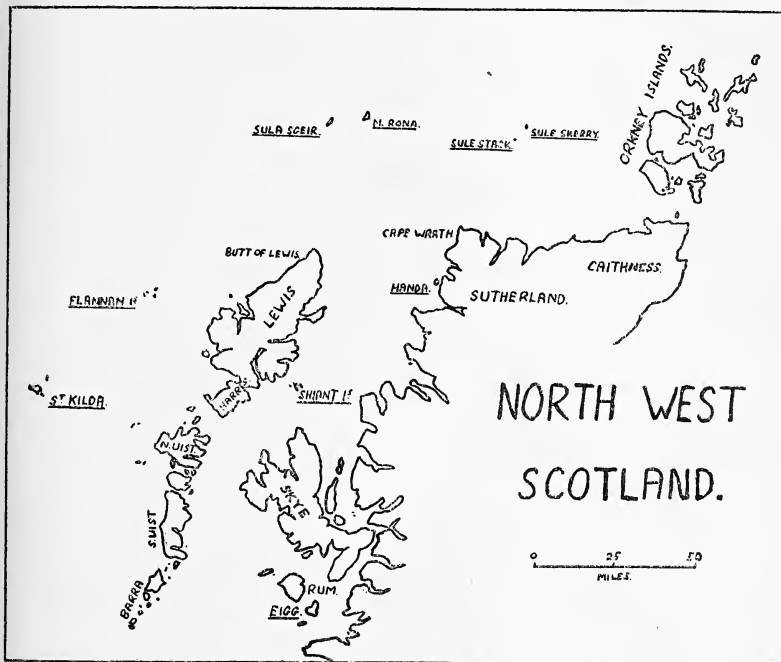 ORKNEY ISLANDS.
SULA SGEIR.
N. RONA.
SULE STACK.
SULE SKERRY.
CAPE WRATH
BUTT OF LEWIS.
CAITHNESS.
HANDA.
SUTHERLAND.
FLANNAN Is
LEWIS
HARRIS
SHIANT Is
ST KILDA.
NORTH WEST
SCOTLAND.
N. UIST.
SKYE
S. UIST
0 25 50
MILES.
BARRA
RUM.
EIGG.